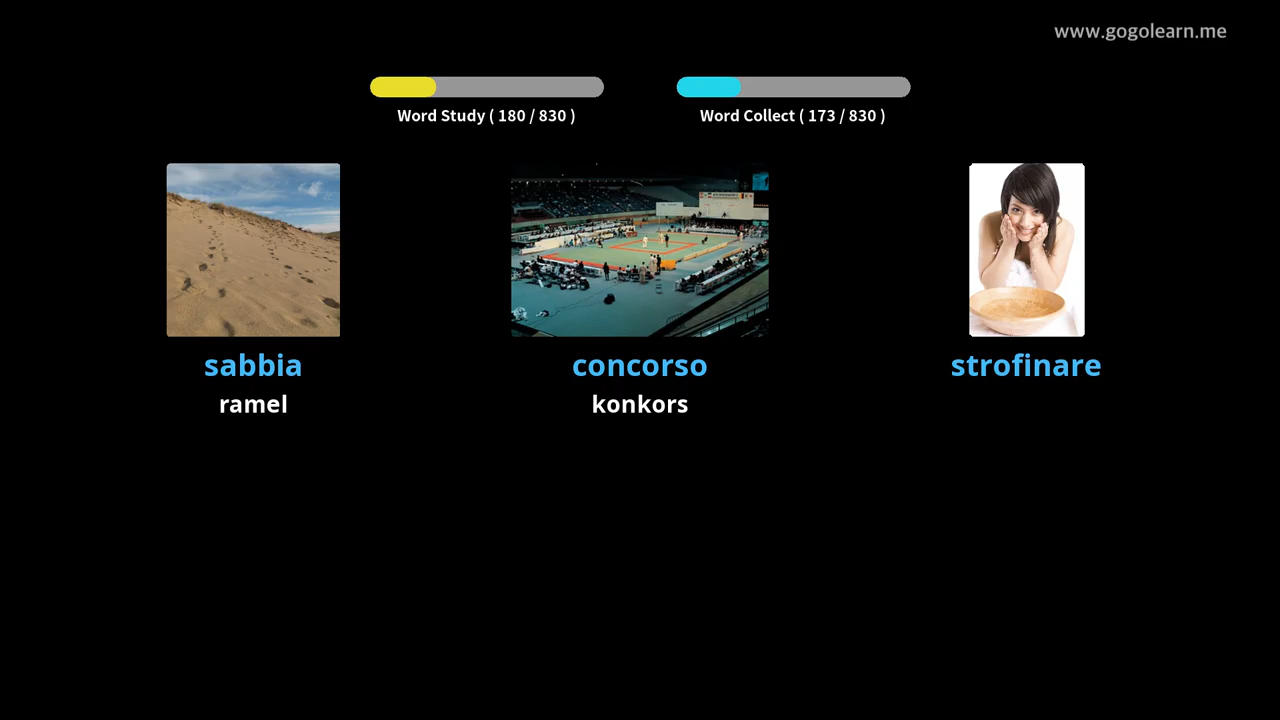 www.gogolearn.me
Word Study ( 180 / 830 )
Word Collect ( 173 / 830 )
sabbia
concorso
strofinare
ramel
konkors